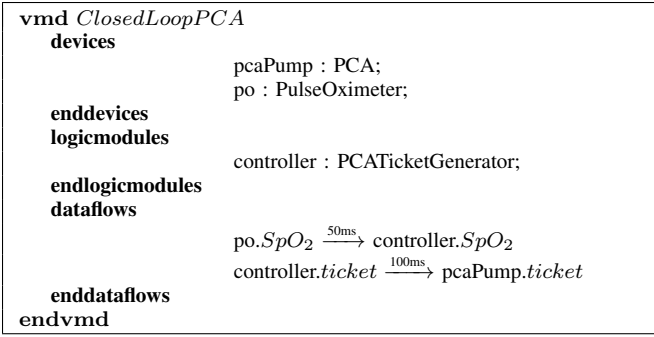 vmd ClosedLoopPCA
devices
pcaPump : PCA;
po : PulseOximeter;
enddevices
logicmodules
controller : PCATicketGenerator;
endlogicmodules
dataflows
po.SpO₂ —50ms→ controller.SpO₂
controller.ticket —100ms→ pcaPump.ticket
enddataflows
endvmd